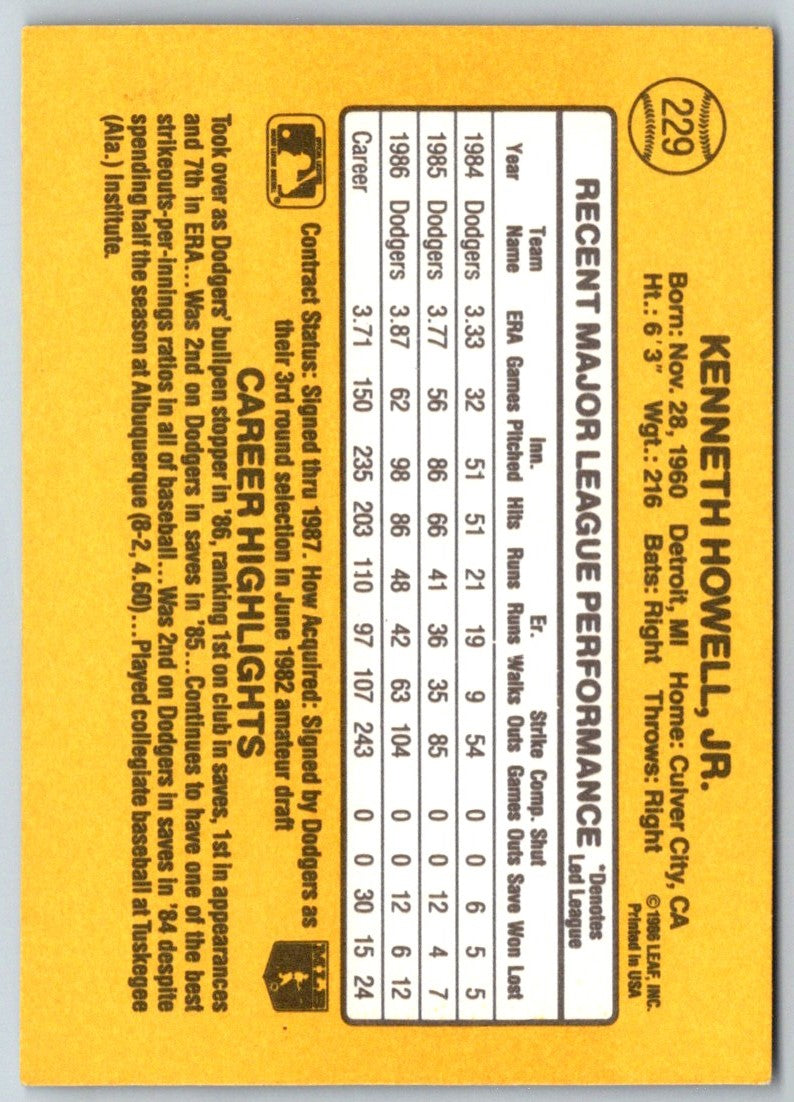 229
KENNETH HOWELL, JR.
Born: Nov. 28, 1960 Detroit, MI Home: Culver City, CA
Ht.: 6'3" Wgt.: 216 Bats: Right Throws: Right
©1986 LEAF, INC.
Printed in USA
RECENT MAJOR LEAGUE PERFORMANCE *Denotes Led League
Team Inn. Er. Strike Comp. Shut
Year Name ERA Games Pitched Hits Runs Runs Walks Outs Games Outs Save Won Lost
1984 Dodgers 3.33 32 51 51 21 19 9 54 0 0 6 5 5
1985 Dodgers 3.77 56 86 66 41 36 35 85 0 0 12 4 7
1986 Dodgers 3.87 62 98 86 48 42 63 104 0 0 12 6 12
Career 3.71 150 235 203 110 97 107 243 0 0 30 15 24
Contract Status: Signed thru 1987. How Acquired: Signed by Dodgers as
their 3rd round selection in June 1982 amateur draft
MLB
CAREER HIGHLIGHTS
Took over as Dodgers' bullpen stopper in '86, ranking 1st on club in saves, 1st in appearances
and 7th in ERA...Was 2nd on Dodgers in saves in '85...Continues to have one of the best
strikeouts-per-innings ratios in all of baseball...Was 2nd on Dodgers in saves in '84 despite
spending half the season at Albuquerque (8-2, 4.60)...Played collegiate baseball at Tuskegee
(Ala.) Institute.